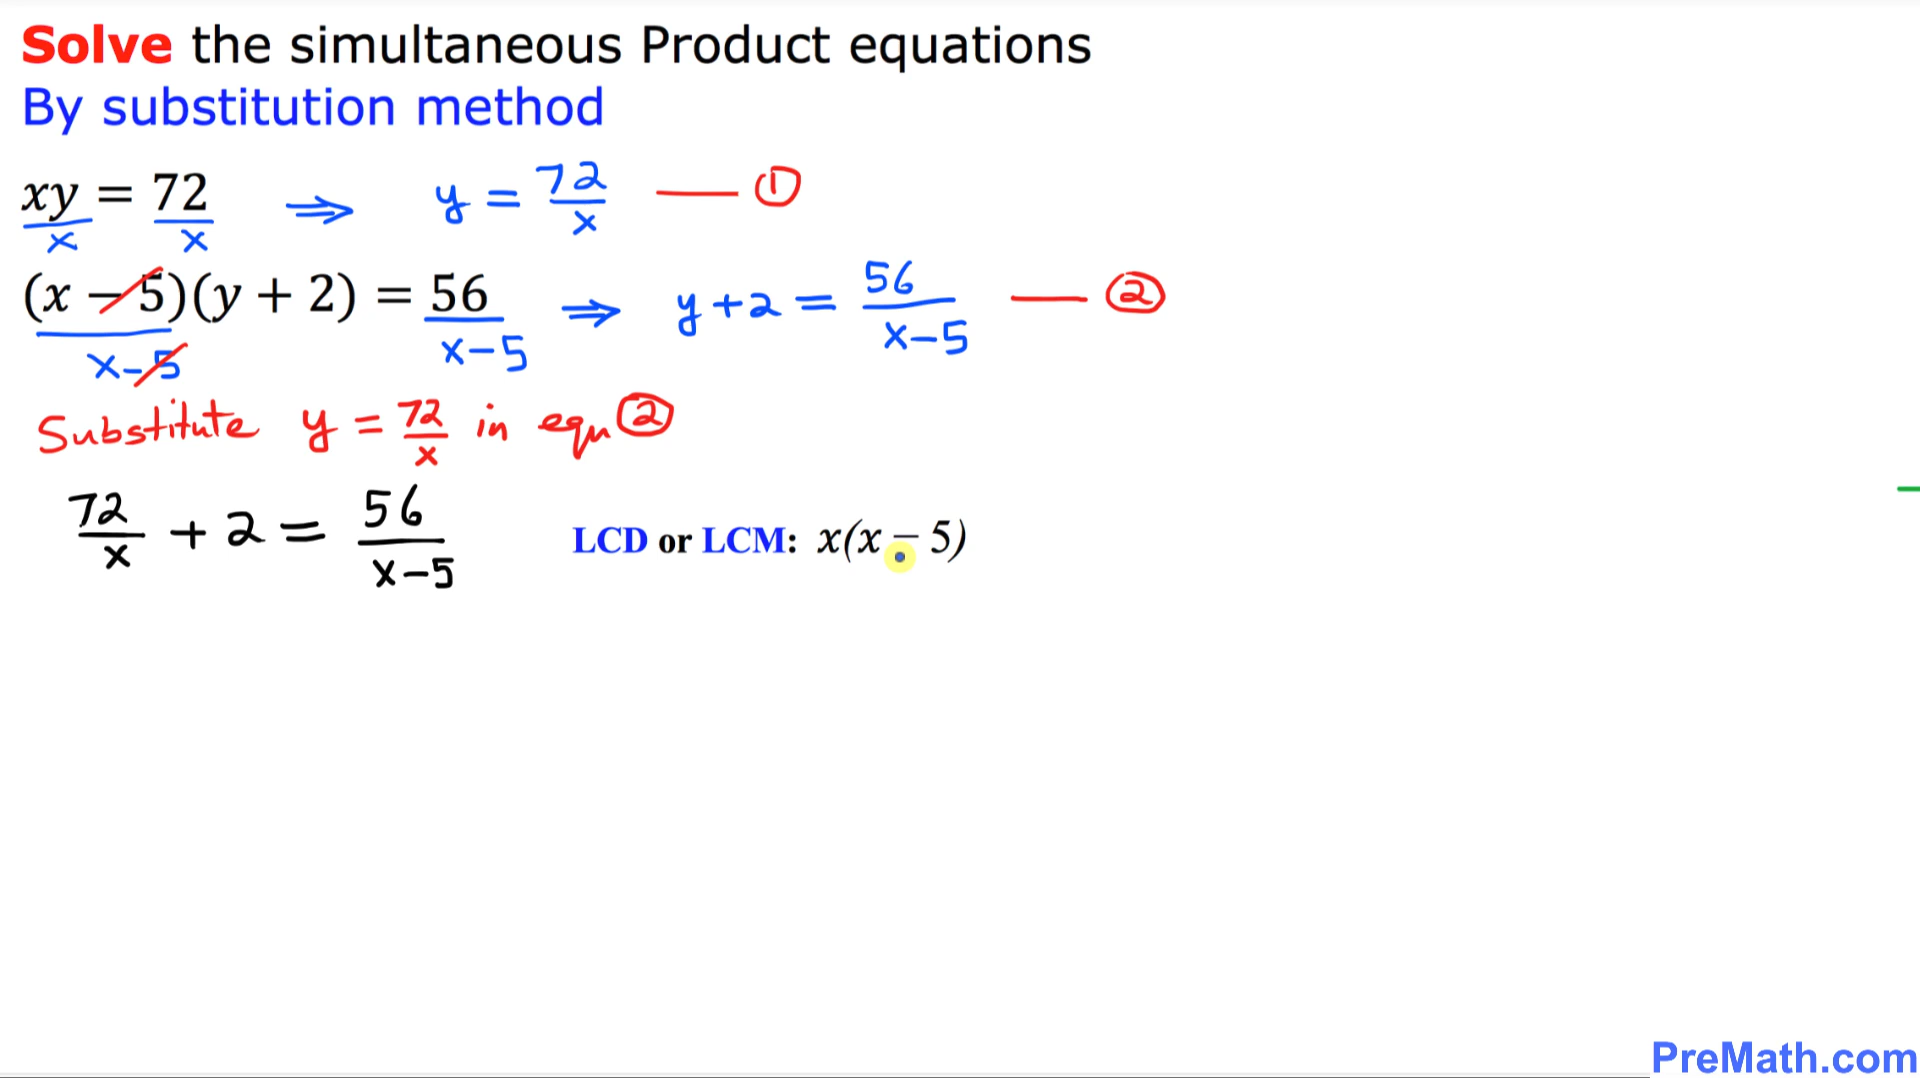 Solve the simultaneous Product equations
By substitution method
xy/x = 72/x ⇒ y = 72/x — ①
(x − 5)(y + 2)/x−5 = 56/x−5 ⇒ y+2 = 56/x−5 — ②
Substitute y = 72/x in equn ②
72/x + 2 = 56/x−5 LCD or LCM: x(x − 5)
PreMath.com